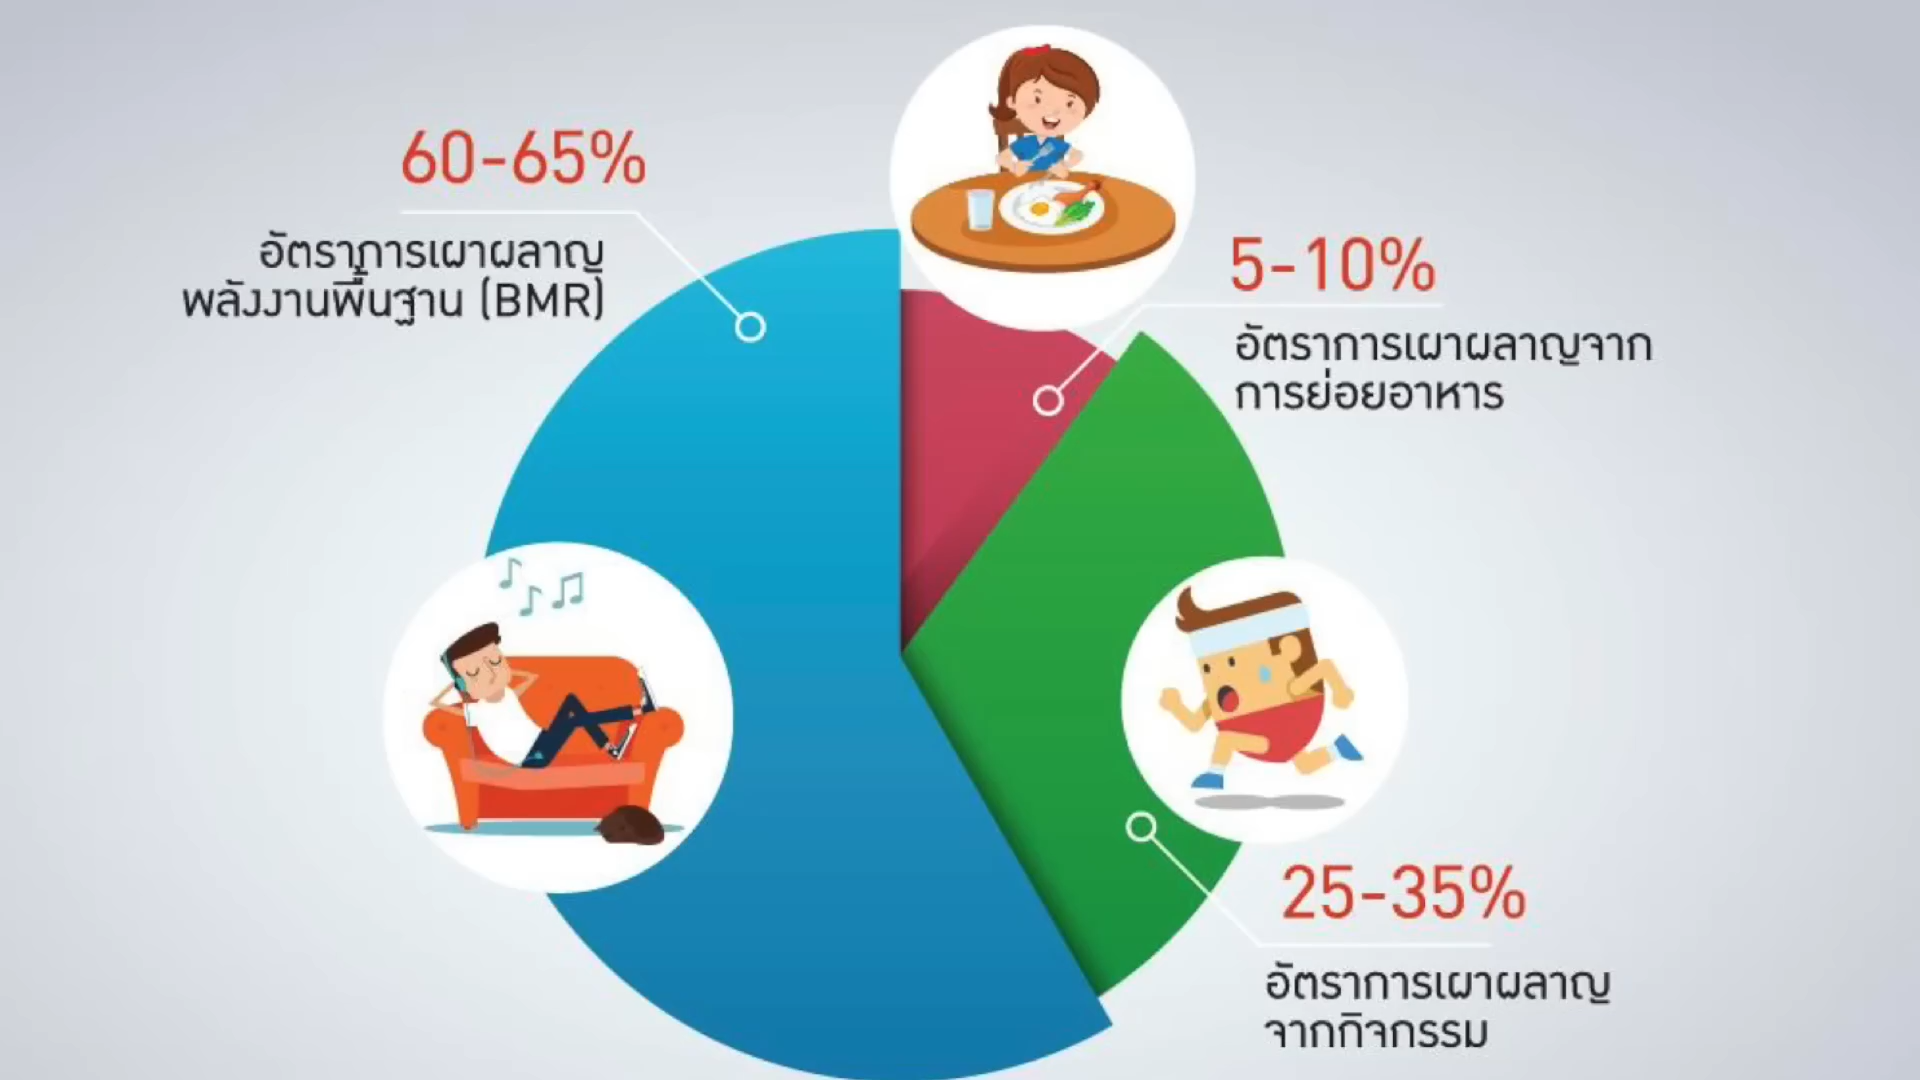 60-65%
อัตราการเผาผลาญ
พลังงานพื้นฐาน (BMR)
5-10%
อัตราการเผาผลาญจาก
การย่อยอาหาร
25-35%
อัตราการเผาผลาญ
จากกิจกรรม